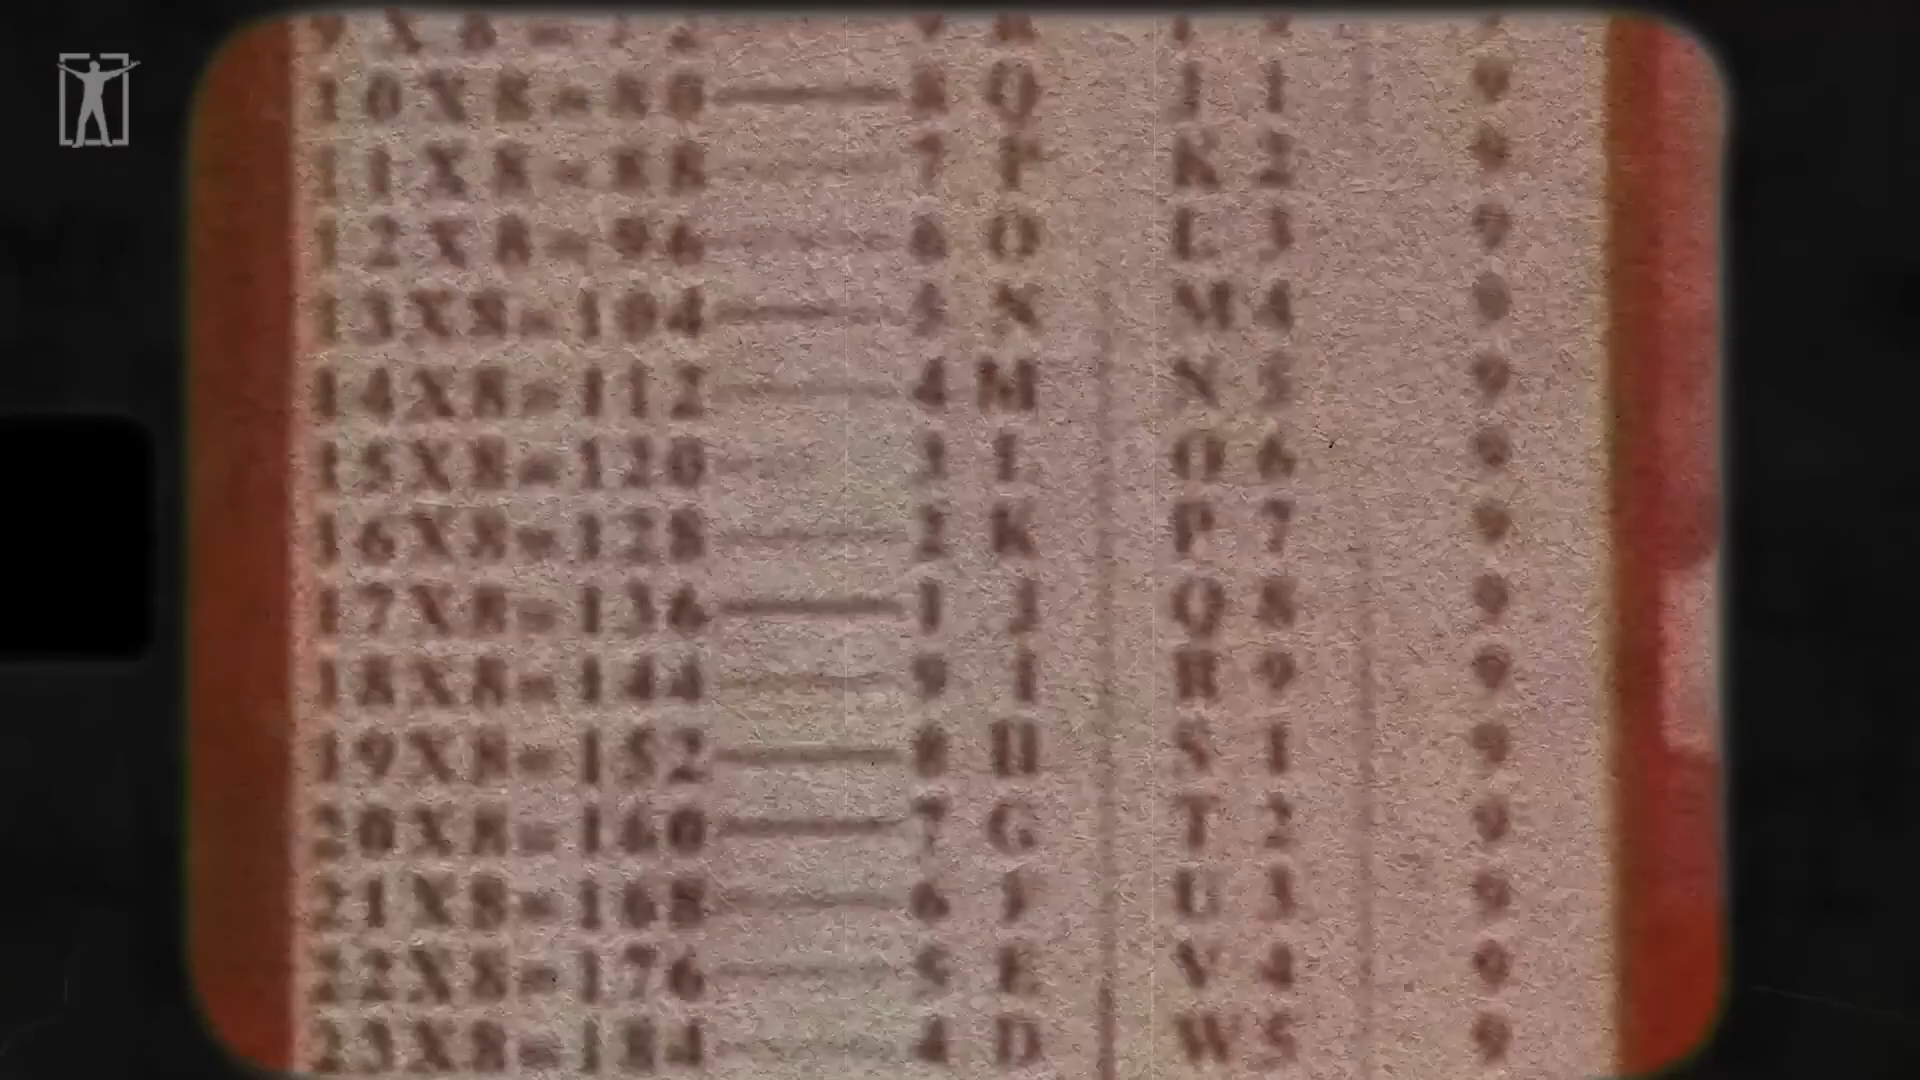 10X8=80 — 8 Q J 1 9
11X8=88 — 7 P K 2 9
12X8=96 — 6 O L 3 9
13X8=104 — 5 N M 4 9
14X8=112 — 4 M N 5 9
15X8=120 — 3 L O 6 9
16X8=128 — 2 K P 7 9
17X8=136 — 1 J Q 8 9
18X8=144 — 9 I R 9 9
19X8=152 — 8 H S 1 9
20X8=160 — 7 G T 2 9
21X8=168 — 6 F U 3 9
22X8=176 — 5 E V 4 9
23X8=184 — 4 D W 5 9